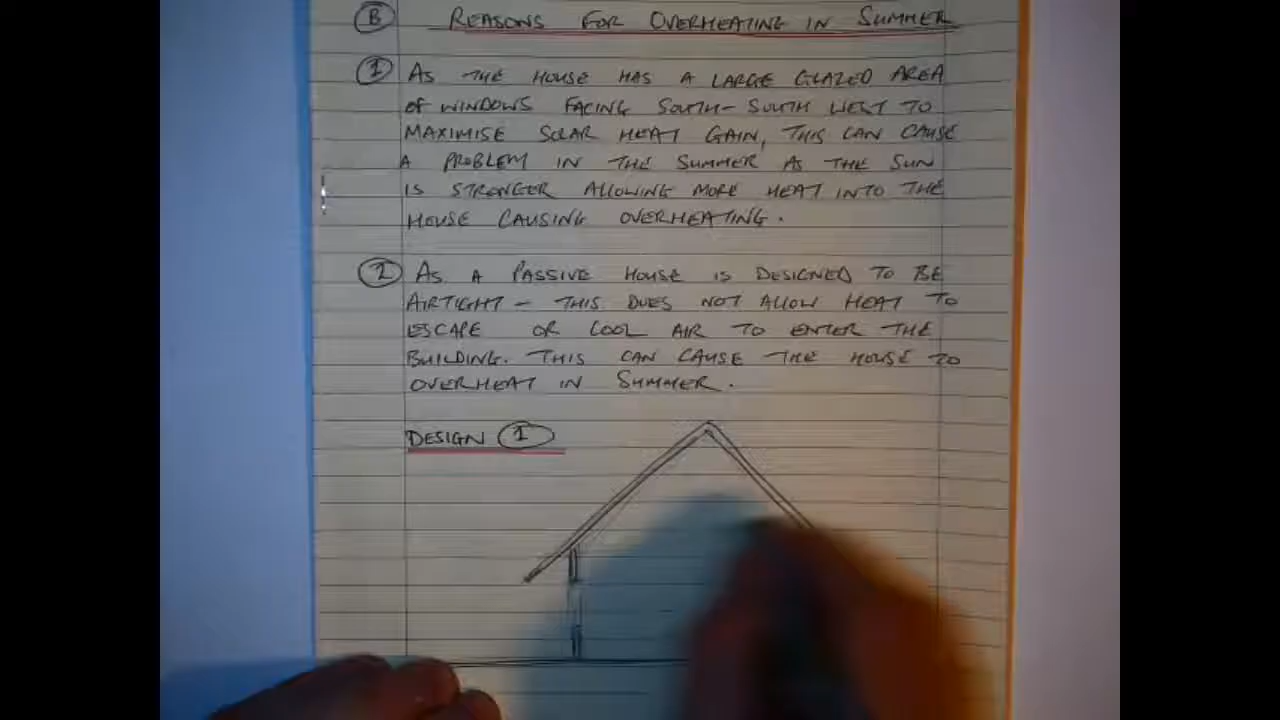 B REASONS FOR OVERHEATING IN SUMMER
1 AS THE HOUSE HAS A LARGE GLAZED AREA
OF WINDOWS FACING SOUTH - SOUTH WEST TO
MAXIMISE SOLAR HEAT GAIN, THIS CAN CAUSE
A PROBLEM IN THE SUMMER AS THE SUN
IS STRONGER ALLOWING MORE HEAT INTO THE
HOUSE CAUSING OVERHEATING.
2 AS A PASSIVE HOUSE IS DESIGNED TO BE
AIRTIGHT - THIS DOES NOT ALLOW HEAT TO
ESCAPE OR COOL AIR TO ENTER THE
BUILDING. THIS CAN CAUSE THE HOUSE TO
OVERHEAT IN SUMMER.
DESIGN 1